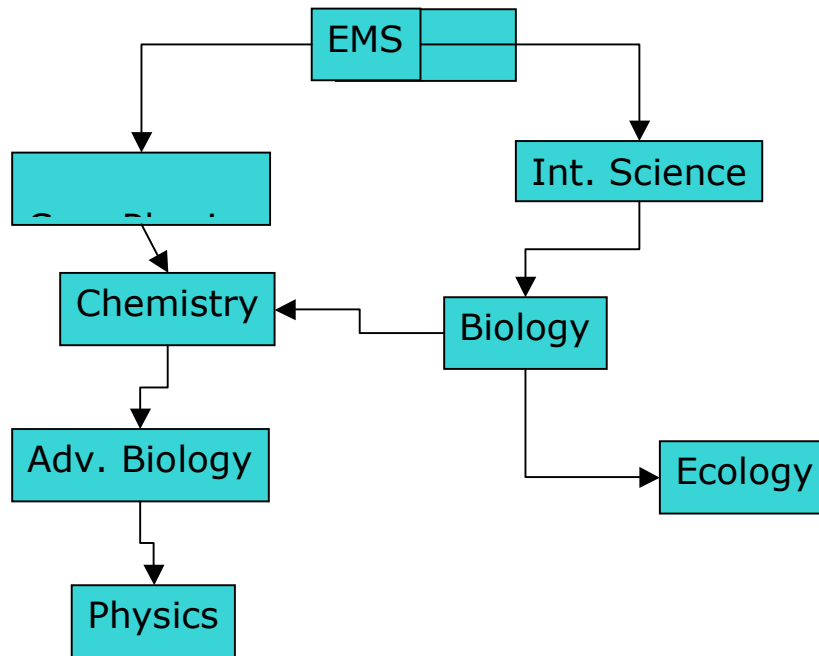 EMS
Int. Science
Chemistry
Biology
Adv. Biology
Ecology
Physics